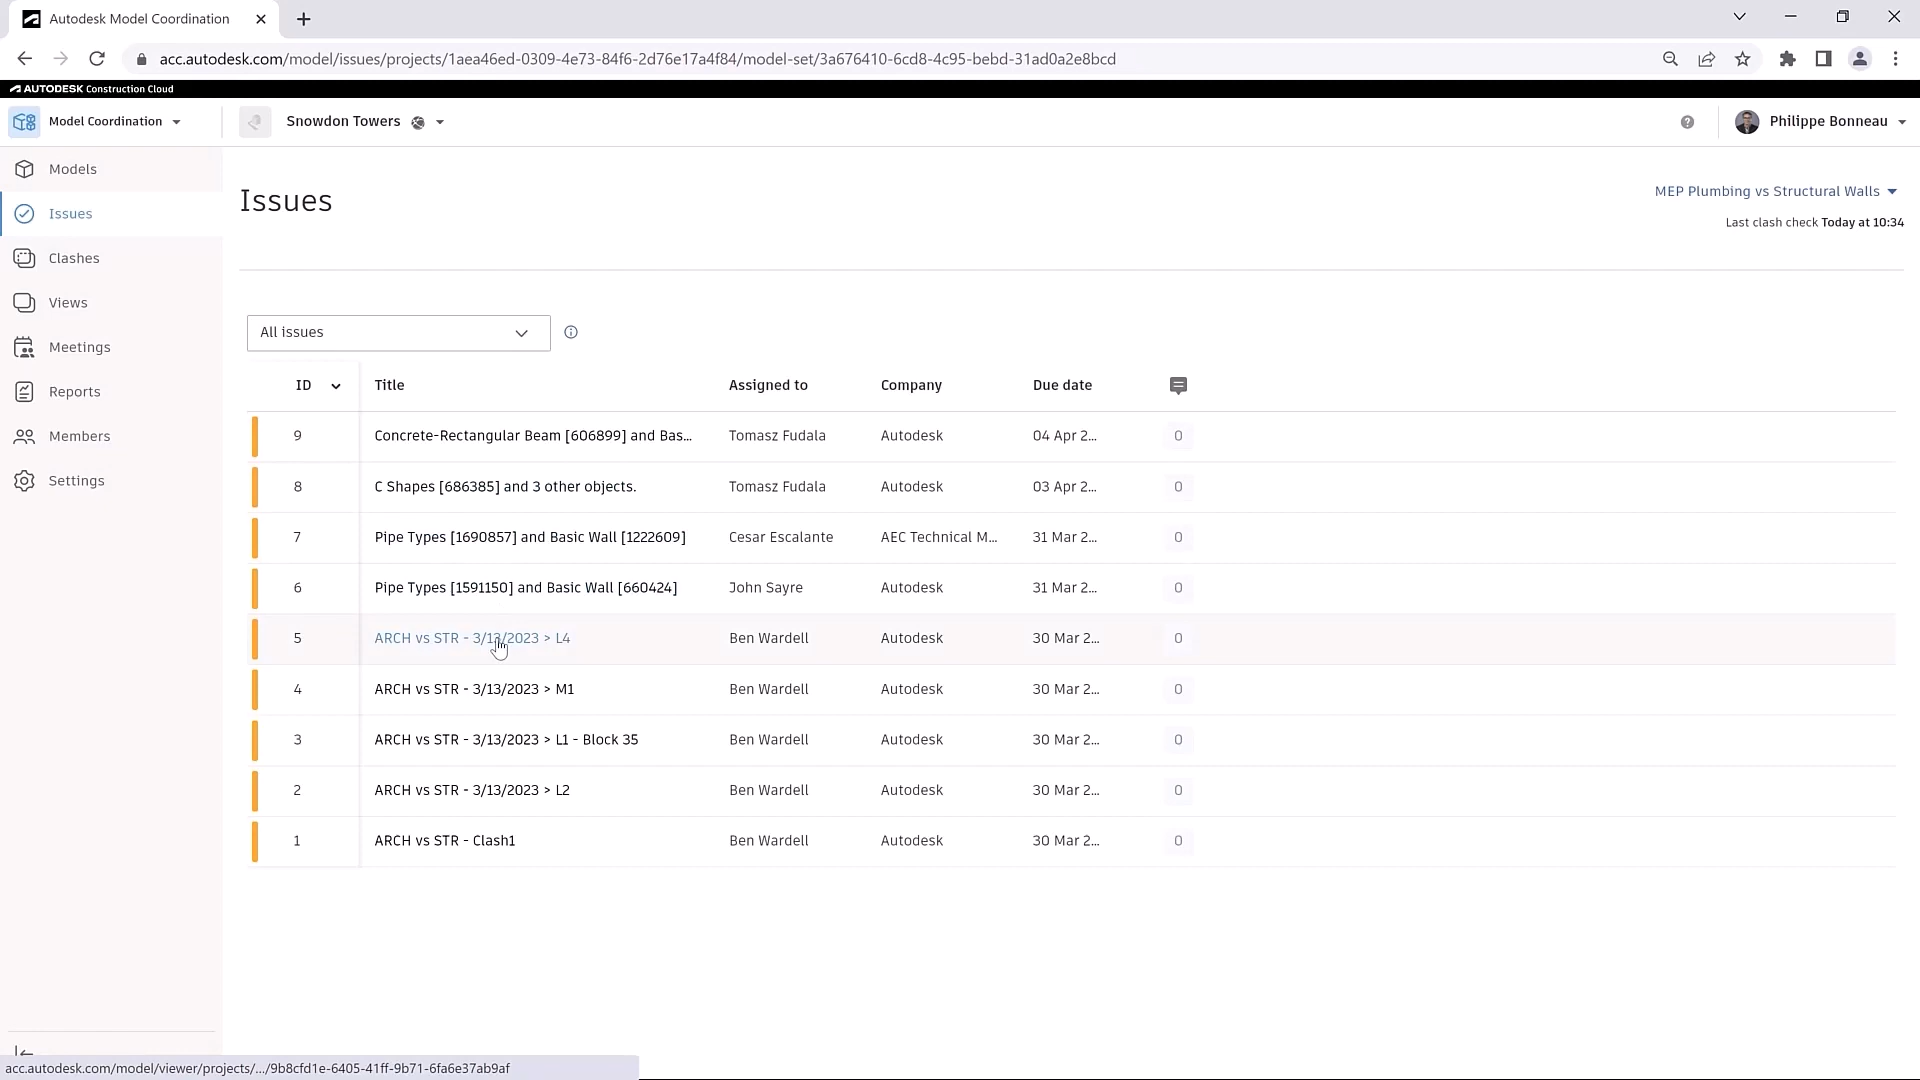 Autodesk Model Coordination
acc.autodesk.com/model/issues/projects/1aea46ed-0309-4e73-84f6-2d76e17a4f84/model-set/3a676410-6cd8-4c95-bebd-31ad0a2e8bcd
AUTODESK Construction Cloud
Model Coordination
Snowdon Towers
Philippe Bonneau
Models
Issues
Clashes
Views
Meetings
Reports
Members
Settings
Issues
MEP Plumbing vs Structural Walls
Last clash check Today at 10:34
All issues
ID Title Assigned to Company Due date
9 Concrete-Rectangular Beam [606899] and Bas... Tomasz Fudala Autodesk 04 Apr 2... 0
8 C Shapes [686385] and 3 other objects. Tomasz Fudala Autodesk 03 Apr 2... 0
7 Pipe Types [1690857] and Basic Wall [1222609] Cesar Escalante AEC Technical M... 31 Mar 2... 0
6 Pipe Types [1591150] and Basic Wall [660424] John Sayre Autodesk 31 Mar 2... 0
5 ARCH vs STR - 3/13/2023 > L4 Ben Wardell Autodesk 30 Mar 2... 0
4 ARCH vs STR - 3/13/2023 > M1 Ben Wardell Autodesk 30 Mar 2... 0
3 ARCH vs STR - 3/13/2023 > L1 - Block 35 Ben Wardell Autodesk 30 Mar 2... 0
2 ARCH vs STR - 3/13/2023 > L2 Ben Wardell Autodesk 30 Mar 2... 0
1 ARCH vs STR - Clash1 Ben Wardell Autodesk 30 Mar 2... 0
acc.autodesk.com/model/viewer/projects/.../9b8cfd1e-6405-41ff-9b71-6fa6e37ab9af